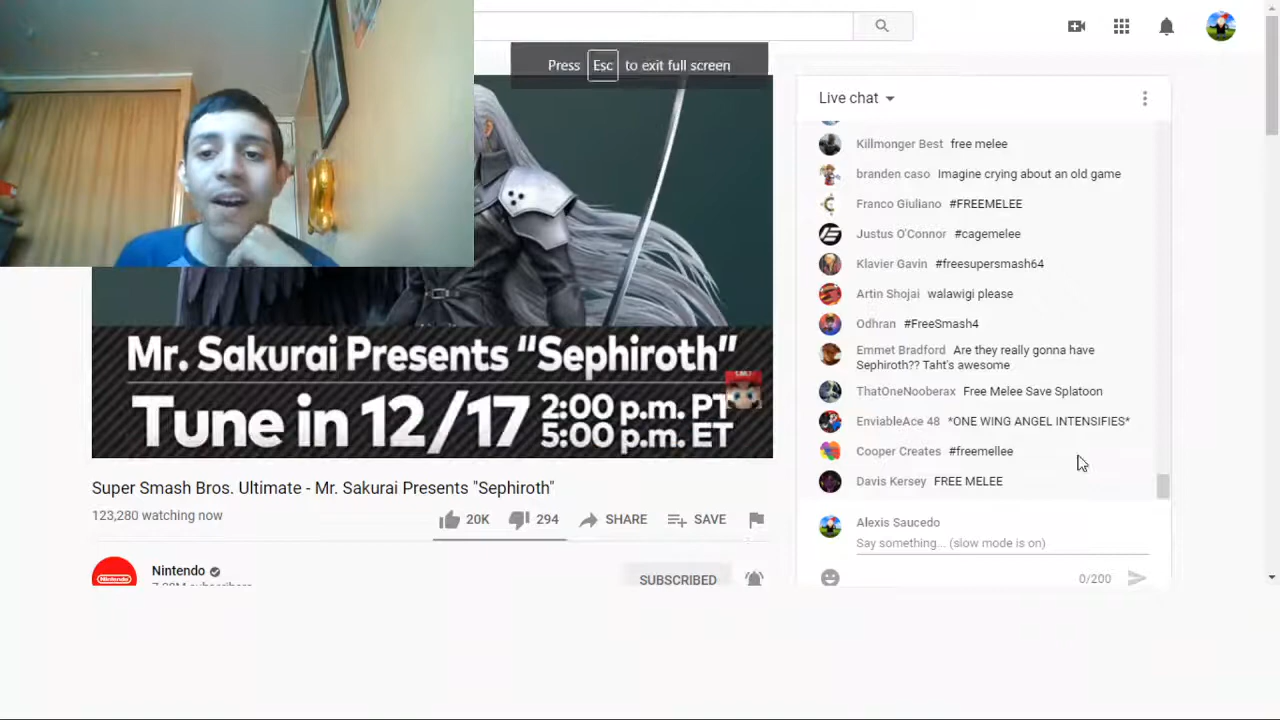 Press Esc to exit full screen
Mr. Sakurai Presents "Sephiroth"
Tune in 12/17 2:00 p.m. PT
5:00 p.m. ET
Super Smash Bros. Ultimate - Mr. Sakurai Presents "Sephiroth"
123,280 watching now
20K 294 SHARE SAVE
Nintendo
Nintendo
SUBSCRIBED
Live chat
Killmonger Best free melee
branden caso Imagine crying about an old game
Franco Giuliano #FREEMELEE
Justus O'Connor #cagemelee
Klavier Gavin #freesupersmash64
Artin Shojai walawigi please
Odhran #FreeSmash4
Emmet Bradford Are they really gonna have
Sephiroth?? Taht's awesome
ThatOneNooberax Free Melee Save Splatoon
EnviableAce 48 *ONE WING ANGEL INTENSIFIES*
Cooper Creates #freemellee
Davis Kersey FREE MELEE
Alexis Saucedo
Say something... (slow mode is on)
0/200